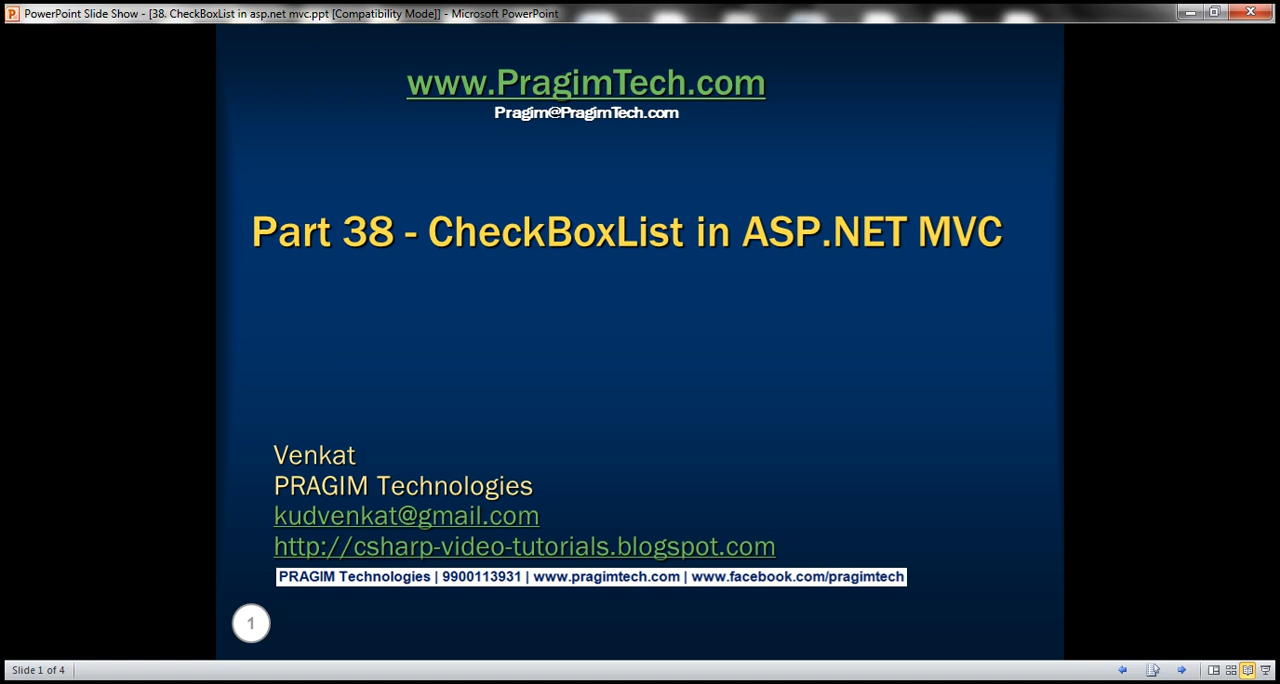 PowerPoint Slide Show - [38. CheckBoxList in asp.net mvc.ppt [Compatibility Mode]] - Microsoft PowerPoint
www.PragimTech.com
Pragim@PragimTech.com
Part 38 - CheckBoxList in ASP.NET MVC
Venkat
PRAGIM Technologies
kudvenkat@gmail.com
http://csharp-video-tutorials.blogspot.com
PRAGIM Technologies | 9900113931 | www.pragimtech.com | www.facebook.com/pragimtech
1
Slide 1 of 4